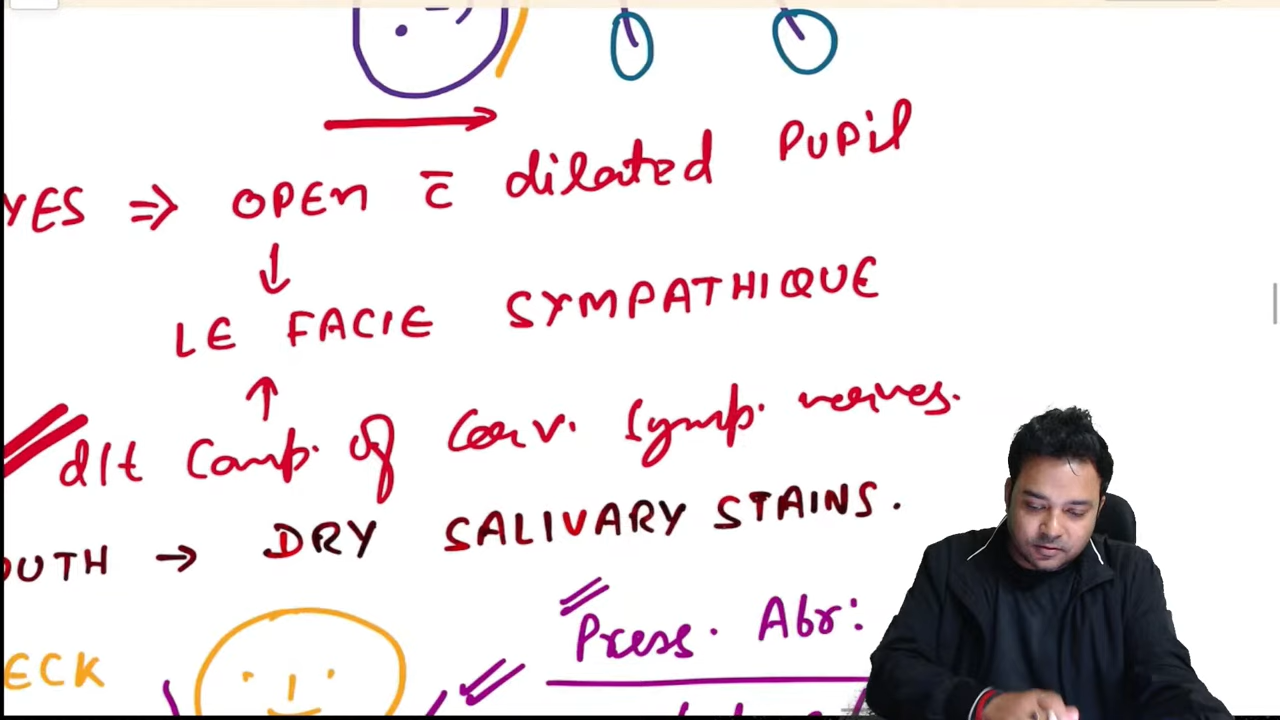 YES ⇒ OPEN c̄ dilated PUPil
↓
LE FACIE SYMPATHIQUE
↑
d/t Comp. of Cerv. Symp. nerves.
OUTH → DRY SALIVARY STAINS.
Press. Abr:
ECK